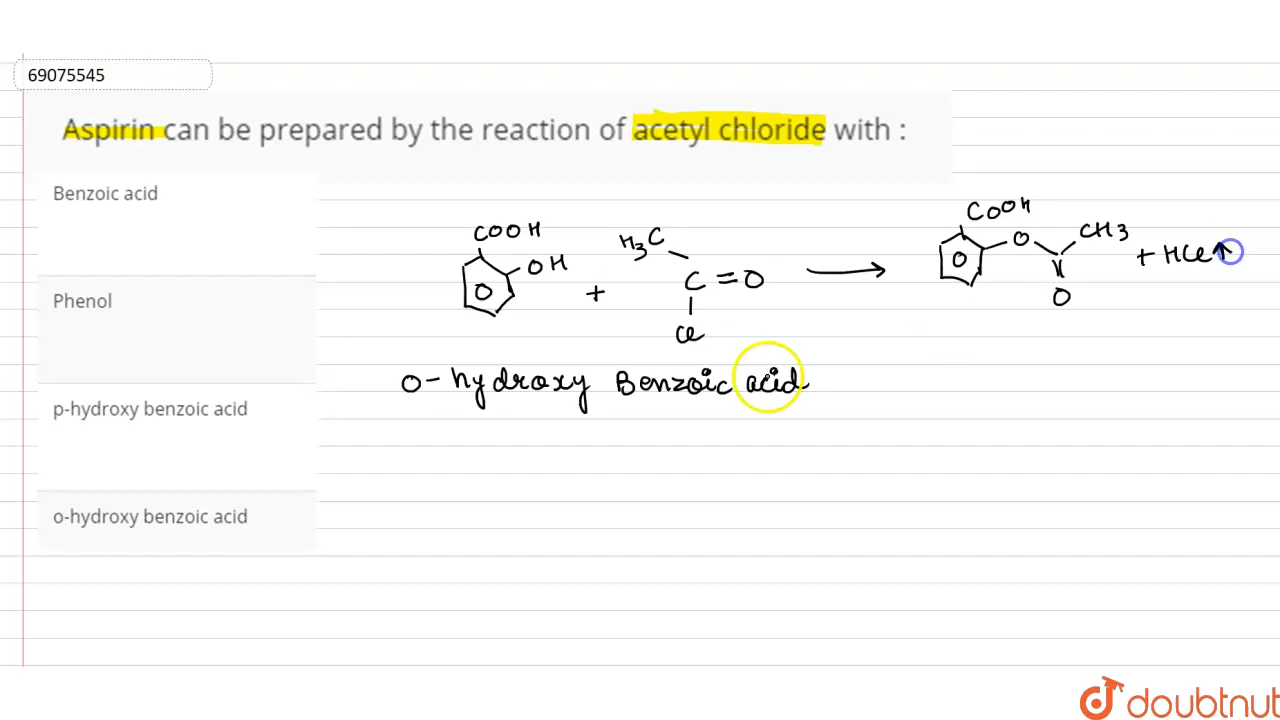 69075545
Aspirin can be prepared by the reaction of acetyl chloride with :
Benzoic acid
Phenol
p-hydroxy benzoic acid
o-hydroxy benzoic acid
COOH
OH
+
H3C
C=O
Cl
COOH
O
CH3
O
+ HCl↑
O- hydroxy Benzoic acid
doubtnut